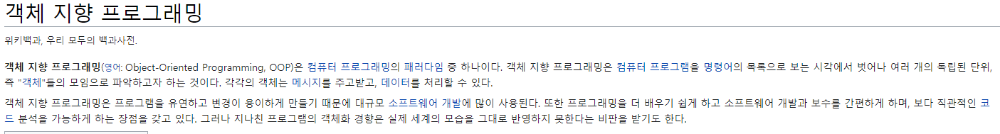 객체 지향 프로그래밍
위키백과, 우리 모두의 백과사전.
객체 지향 프로그래밍(영어: Object-Oriented Programming, OOP)은 컴퓨터 프로그래밍의 패러다임 중 하나이다. 객체 지향 프로그래밍은 컴퓨터 프로그램을 명령어의 목록으로 보는 시각에서 벗어나 여러 개의 독립된 단위,
즉 "객체"들의 모임으로 파악하고자 하는 것이다. 각각의 객체는 메시지를 주고받고, 데이터를 처리할 수 있다.
객체 지향 프로그래밍은 프로그램을 유연하고 변경이 용이하게 만들기 때문에 대규모 소프트웨어 개발에 많이 사용된다. 또한 프로그래밍을 더 배우기 쉽게 하고 소프트웨어 개발과 보수를 간편하게 하며, 보다 직관적인 코
드 분석을 가능하게 하는 장점을 갖고 있다. 그러나 지나친 프로그램의 객체화 경향은 실제 세계의 모습을 그대로 반영하지 못한다는 비판을 받기도 한다.